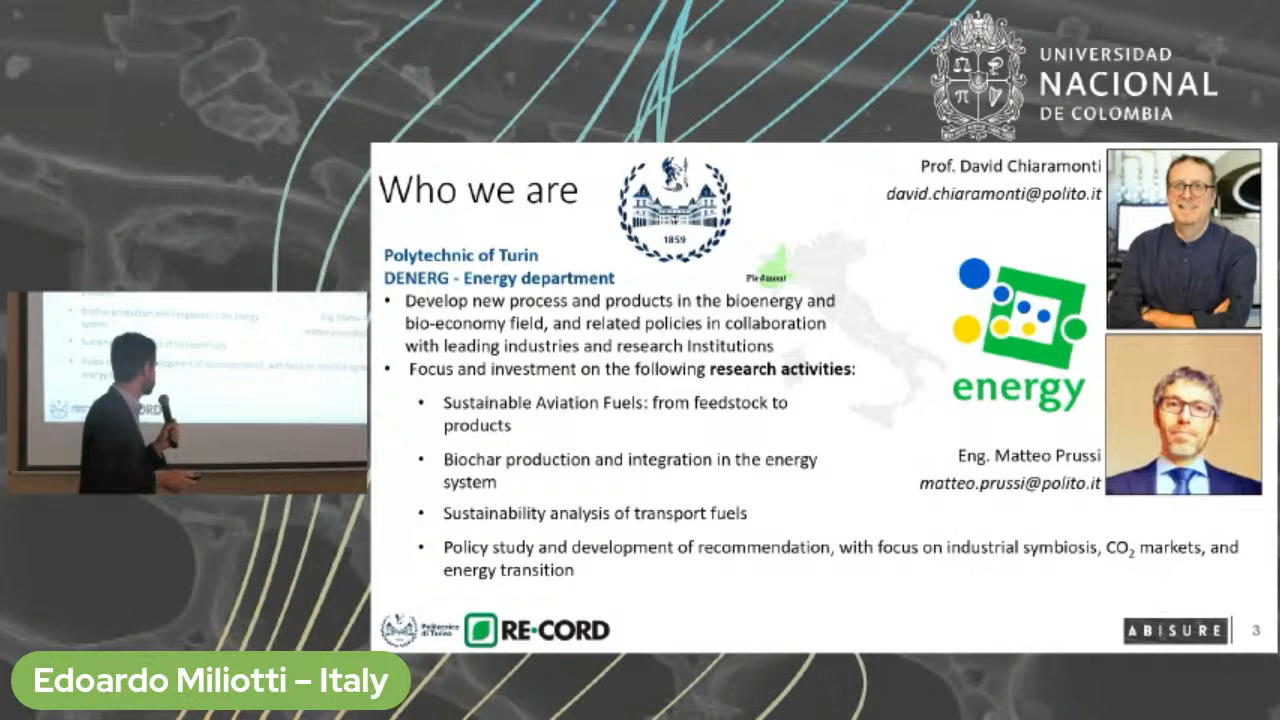 UNIVERSIDAD
NACIONAL
DE COLOMBIA
Who we are
1859
Prof. David Chiaramonti
david.chiaramonti@polito.it
Polytechnic of Turin
DENERG - Energy department
Piedmont
• Develop new process and products in the bioenergy and
bio-economy field, and related policies in collaboration
with leading industries and research Institutions
• Focus and investment on the following research activities:
• Sustainable Aviation Fuels: from feedstock to
products
• Biochar production and integration in the energy
system
• Sustainability analysis of transport fuels
• Policy study and development of recommendation, with focus on industrial symbiosis, CO₂ markets, and
energy transition
energy
Eng. Matteo Prussi
matteo.prussi@polito.it
Politecnico
di Torino
RE-CORD
ABISURE
3
Edoardo Miliotti – Italy